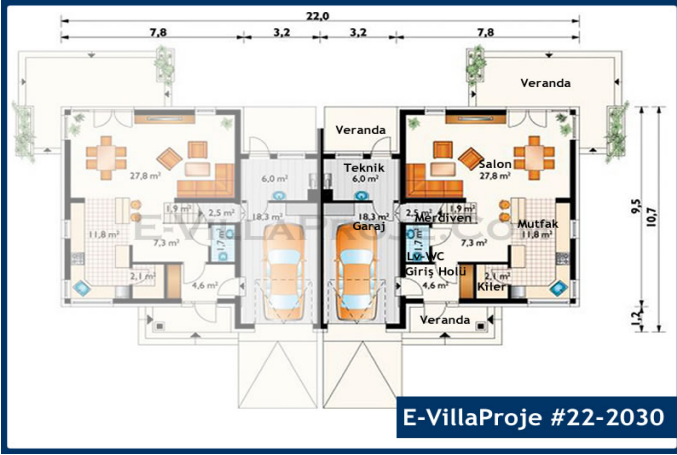 22,0
7,8
3,2
3,2
7,8
Veranda
Veranda
Salon
27,8 m²
27,8 m²
Teknik
6,0 m²
6,0 m²
9,5
10,7
1,9 m²
2,5 m²
18,3 m²
18,3 m²
Garaj
2,5 m²
1,9 m²
Merdiven
E-VillaProje.Com
11,8 m²
7,3 m²
1,7 m²
1,7 m²
7,3 m²
Mutfak
11,8 m²
Lv-WC
Giriş Holü
2,1 m²
4,6 m²
4,6 m²
2,1 m²
Kiler
Veranda
1,2
E-VillaProje #22-2030